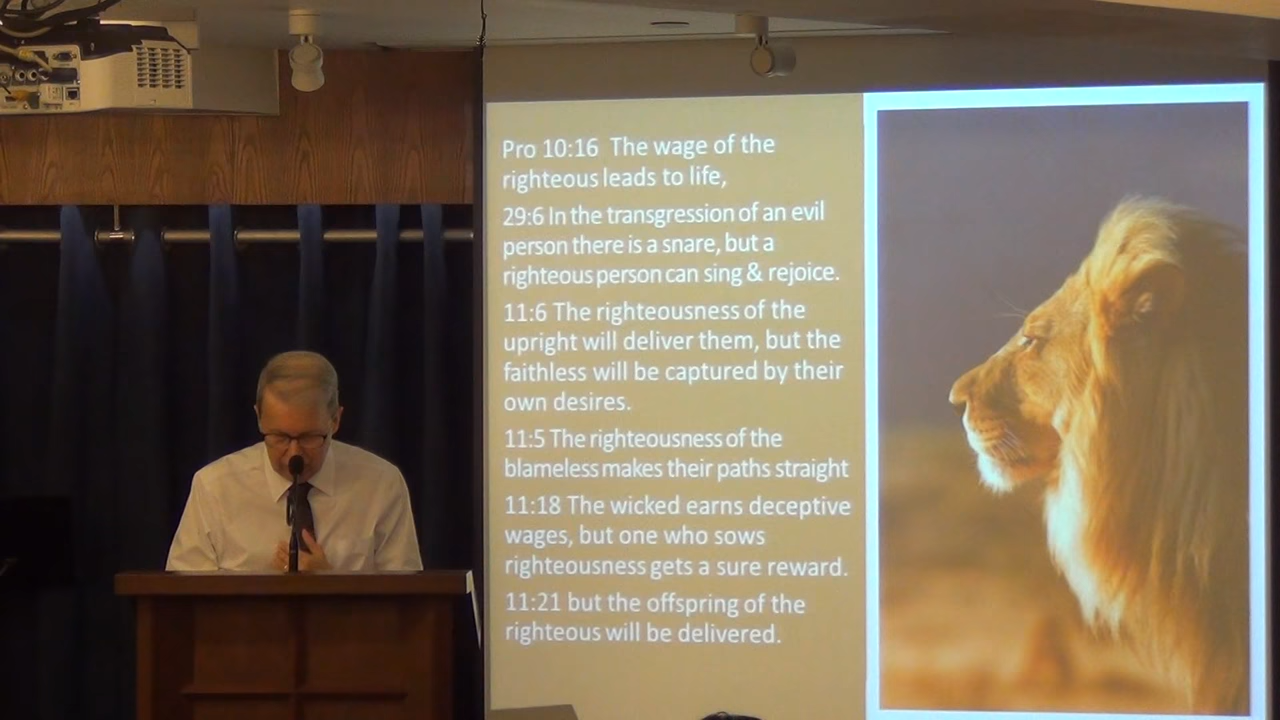 Pro 10:16 The wage of the
righteous leads to life,
29:6 In the transgression of an evil
person there is a snare, but a
righteous person can sing & rejoice.
11:6 The righteousness of the
upright will deliver them, but the
faithless will be captured by their
own desires.
11:5 The righteousness of the
blameless makes their paths straight
11:18 The wicked earns deceptive
wages, but one who sows
righteousness gets a sure reward.
11:21 but the offspring of the
righteous will be delivered.